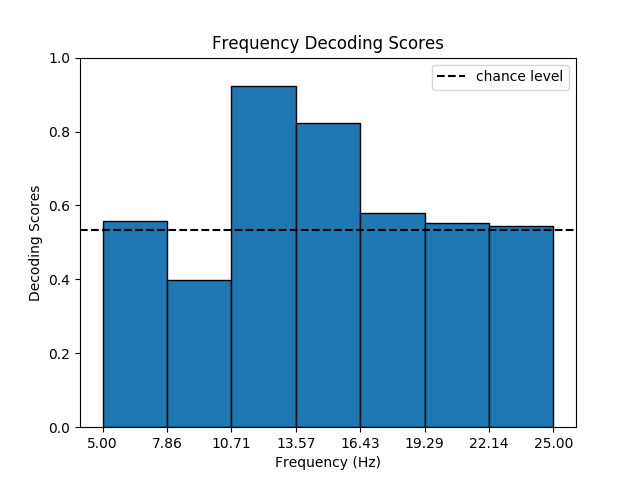 Frequency Decoding Scores
chance level
1.0
0.8
0.6
0.4
0.2
0.0
Decoding Scores
5.00 7.86 10.71 13.57 16.43 19.29 22.14 25.00
Frequency (Hz)